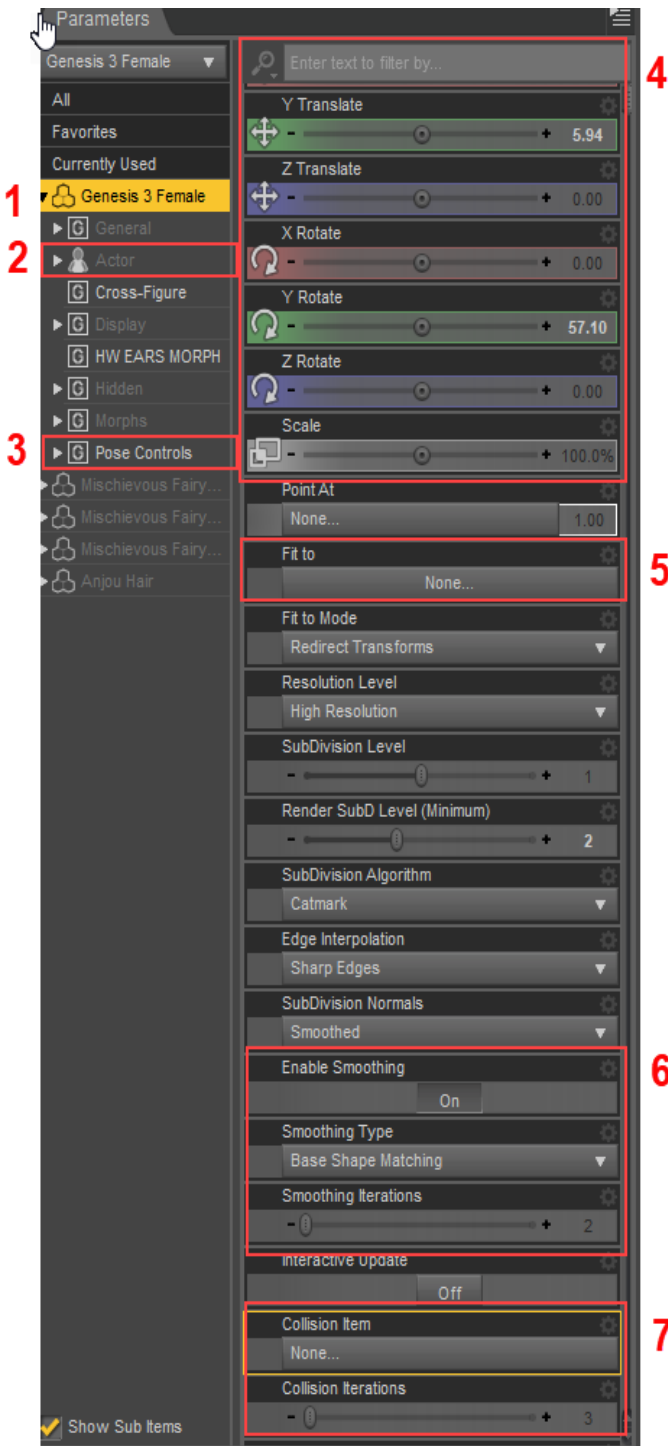 Parameters
Genesis 3 Female
All
Favorites
Currently Used
1
Genesis 3 Female
G General
2
Actor
G Cross-Figure
G Display
G HW EARS MORPH
G Hidden
G Morphs
3
G Pose Controls
Mischievous Fairy...
Mischievous Fairy...
Mischievous Fairy...
Anjou Hair
Show Sub Items
Enter text to filter by...
4
Y Translate
- + 5.94
Z Translate
- + 0.00
X Rotate
- + 0.00
Y Rotate
- + 57.10
Z Rotate
- + 0.00
Scale
- + 100.0%
Point At
None... 1.00
Fit to
5
None...
Fit to Mode
Redirect Transforms
Resolution Level
High Resolution
SubDivision Level
- + 1
Render SubD Level (Minimum)
- + 2
SubDivision Algorithm
Catmark
Edge Interpolation
Sharp Edges
SubDivision Normals
Smoothed
6
Enable Smoothing
On
Smoothing Type
Base Shape Matching
Smoothing Iterations
- + 2
Interactive Update
Off
7
Collision Item
None...
Collision Iterations
- + 3